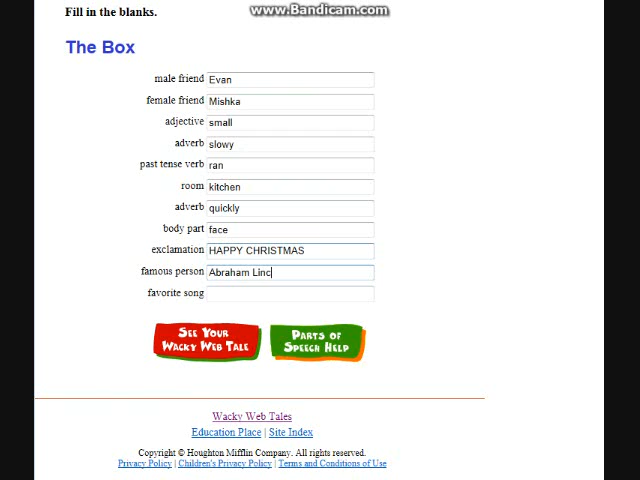 www.Bandicam.com
Fill in the blanks.
The Box
male friend Evan
female friend Mishka
adjective small
adverb slowy
past tense verb ran
room kitchen
adverb quickly
body part face
exclamation HAPPY CHRISTMAS
famous person Abraham Linc
favorite song
SEE YOUR WACKY WEB TALE
PARTS OF SPEECH HELP
Wacky Web Tales
Education Place | Site Index
Copyright © Houghton Mifflin Company. All rights reserved.
Privacy Policy | Children's Privacy Policy | Terms and Conditions of Use